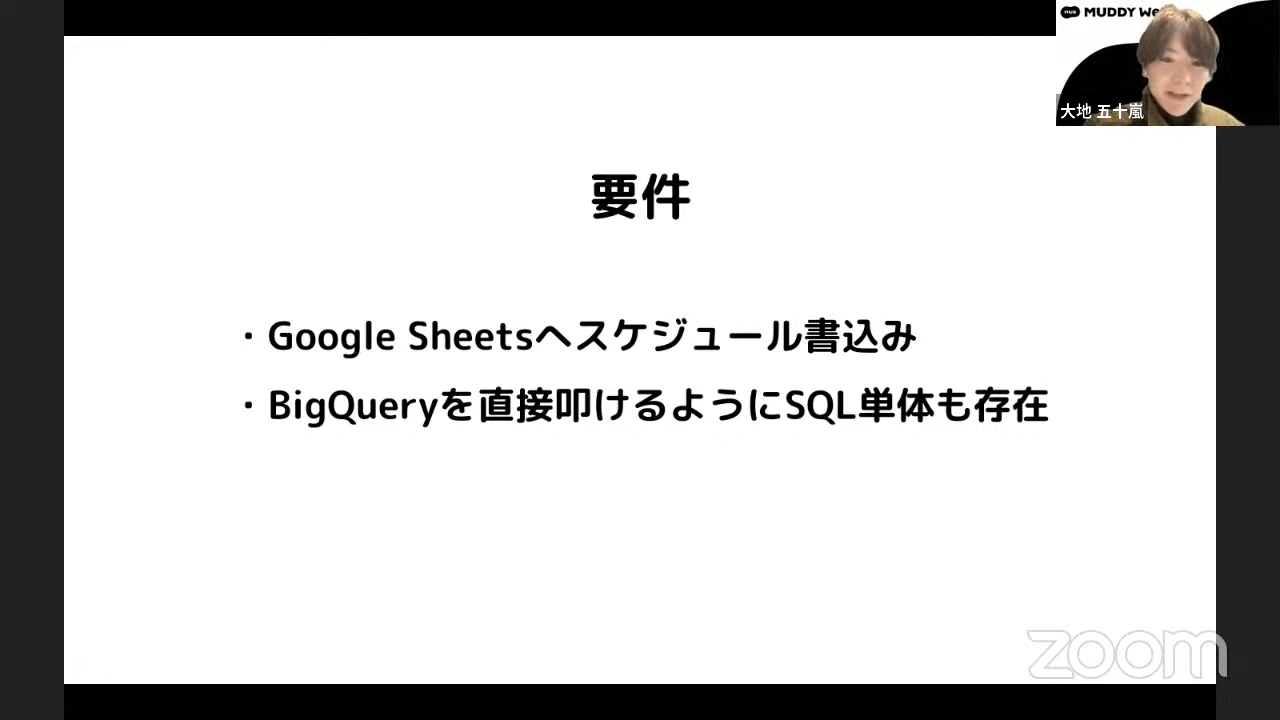 MUDDY We
大地 五十嵐
要件
・Google Sheetsへスケジュール書込み
・BigQueryを直接叩けるようにSQL単体も存在
zoom